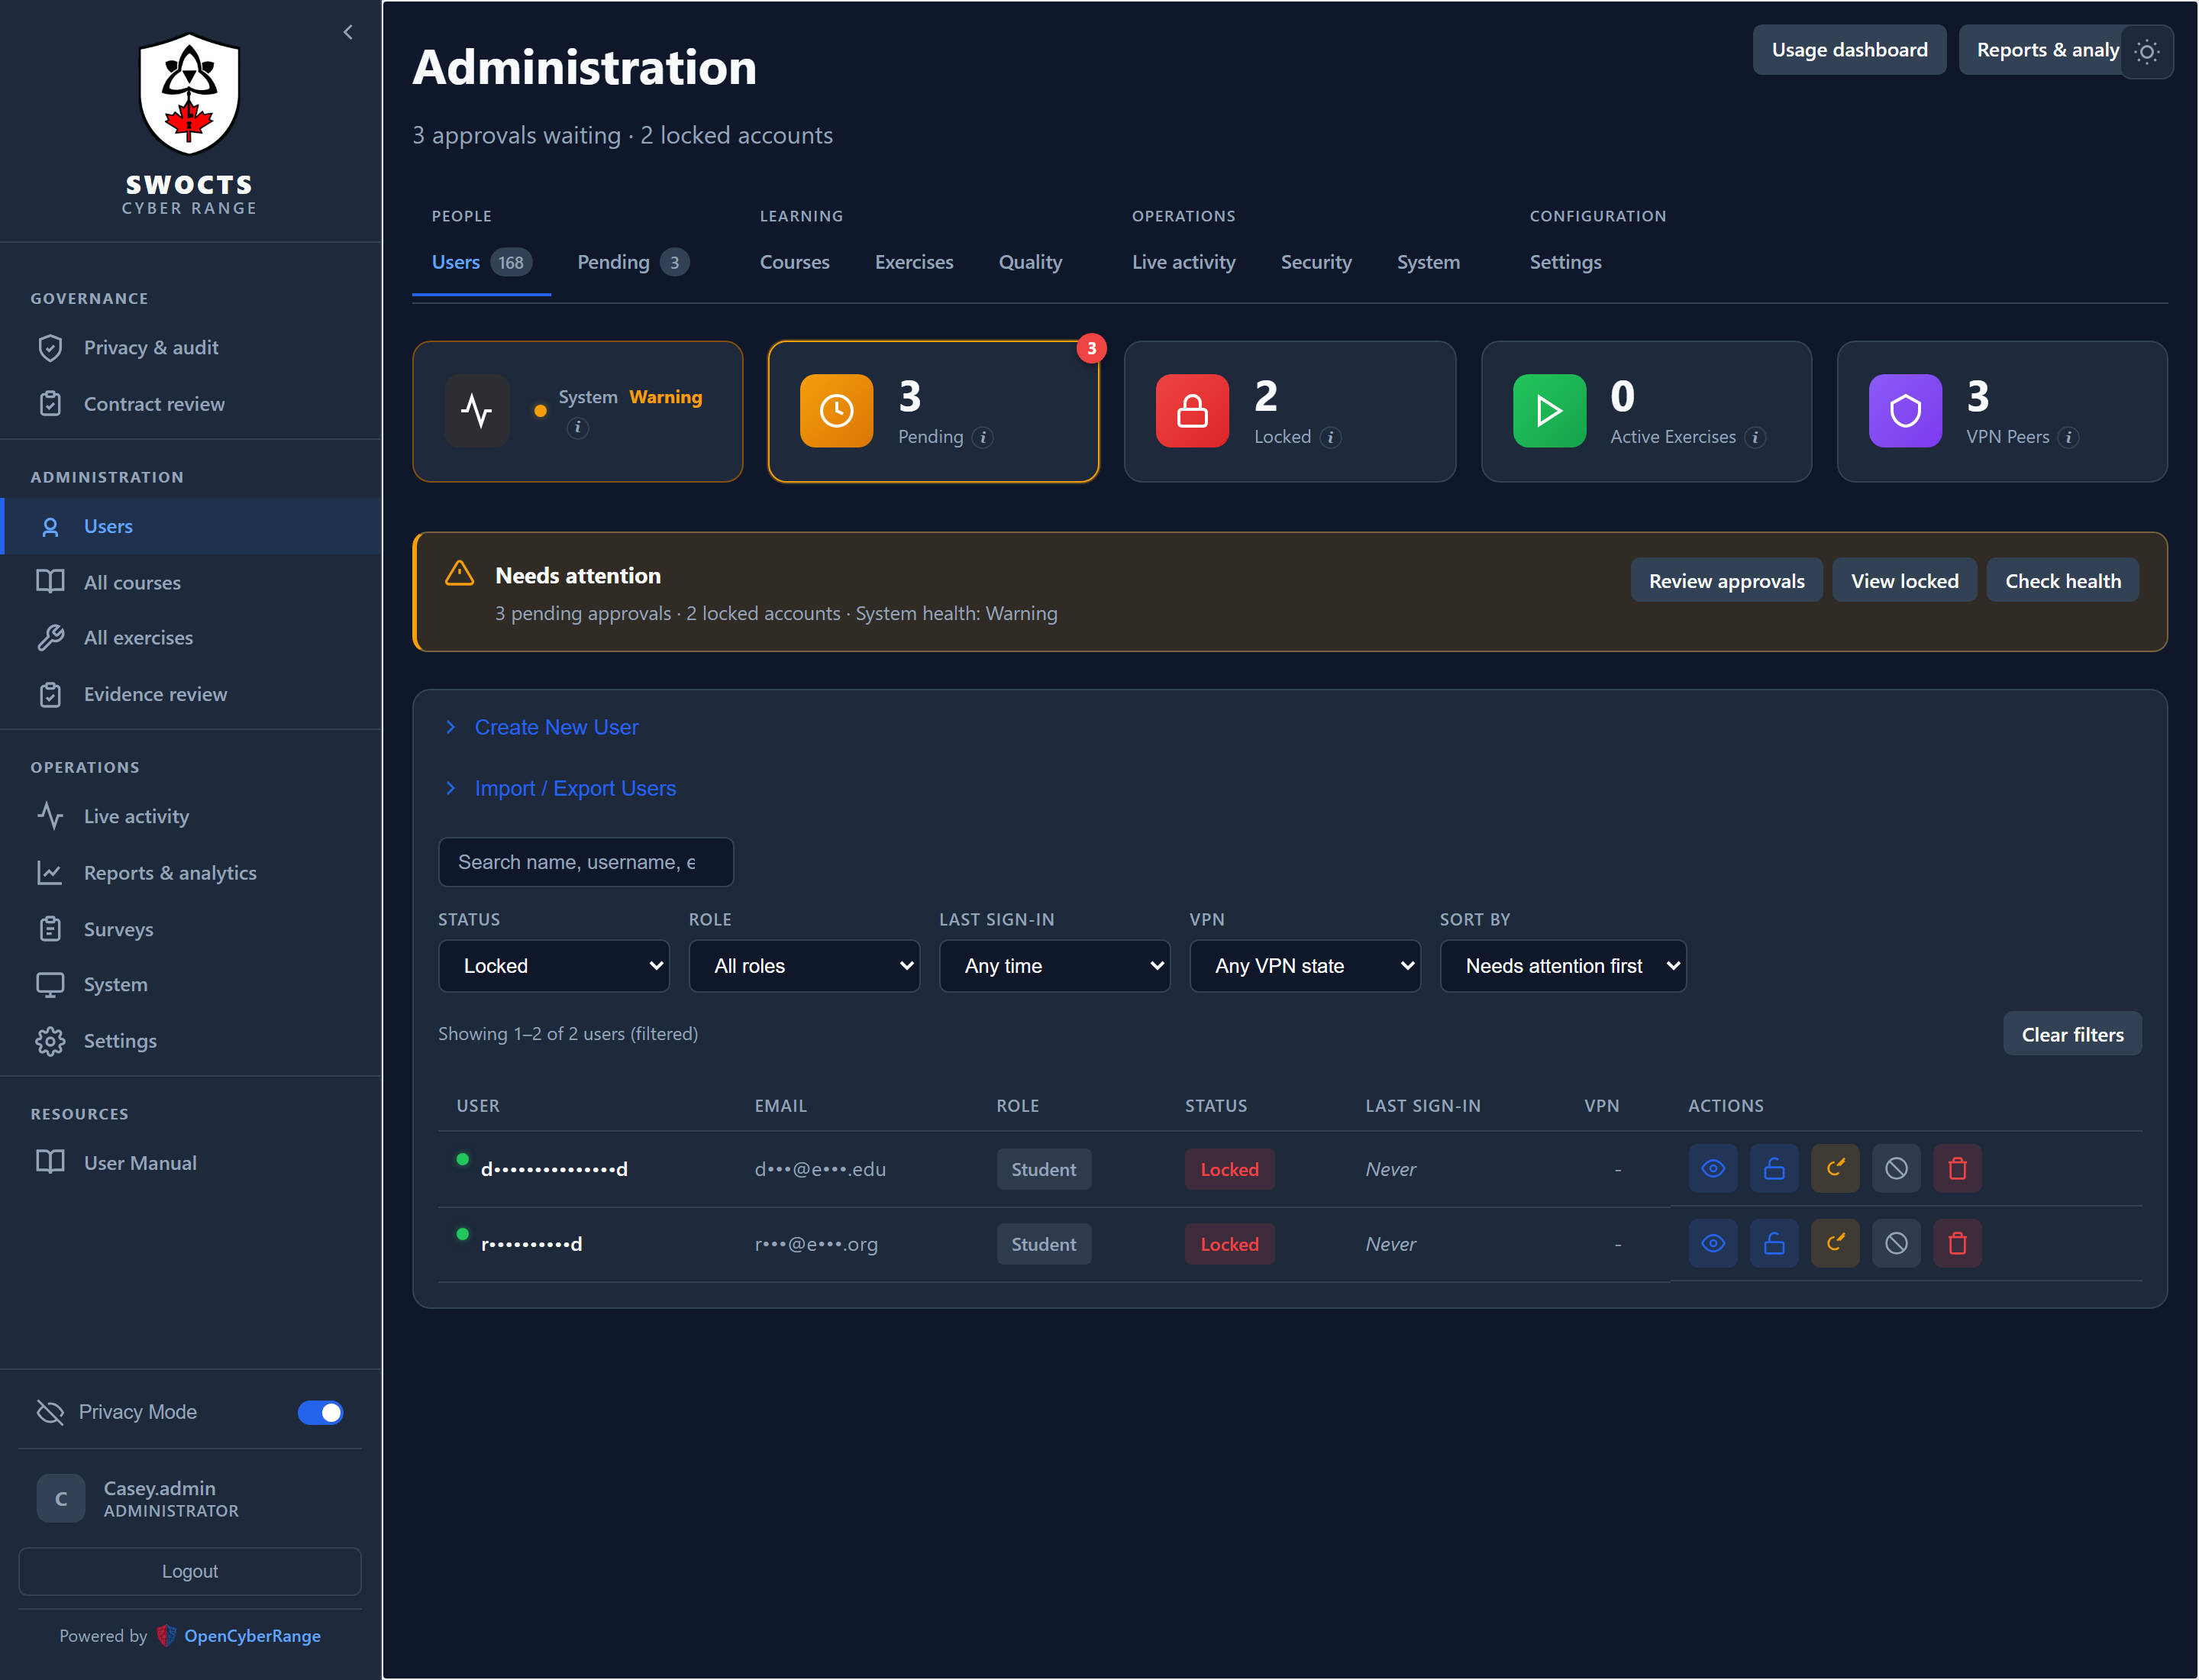 SWOCTS
CYBER RANGE
GOVERNANCE
Privacy & audit
Contract review
ADMINISTRATION
Users
All courses
All exercises
Evidence review
OPERATIONS
Live activity
Reports & analytics
Surveys
System
Settings
RESOURCES
User Manual
Privacy Mode
C
Casey.admin
ADMINISTRATOR
Logout
Powered by OpenCyberRange
Administration
Usage dashboard
Reports & analy
3 approvals waiting · 2 locked accounts
PEOPLE
Users 168
Pending 3
LEARNING
Courses
Exercises
Quality
OPERATIONS
Live activity
Security
System
CONFIGURATION
Settings
System Warning
i
3
3
Pending i
2
Locked i
0
Active Exercises i
3
VPN Peers i
Needs attention
3 pending approvals · 2 locked accounts · System health: Warning
Review approvals
View locked
Check health
Create New User
Import / Export Users
Search name, username, e
STATUS
Locked
ROLE
All roles
LAST SIGN-IN
Any time
VPN
Any VPN state
SORT BY
Needs attention first
Showing 1–2 of 2 users (filtered)
Clear filters
USER EMAIL ROLE STATUS LAST SIGN-IN VPN ACTIONS
d•••••••••••••••d d•••@e•••.edu Student Locked Never -
r••••••••••d r•••@e•••.org Student Locked Never -